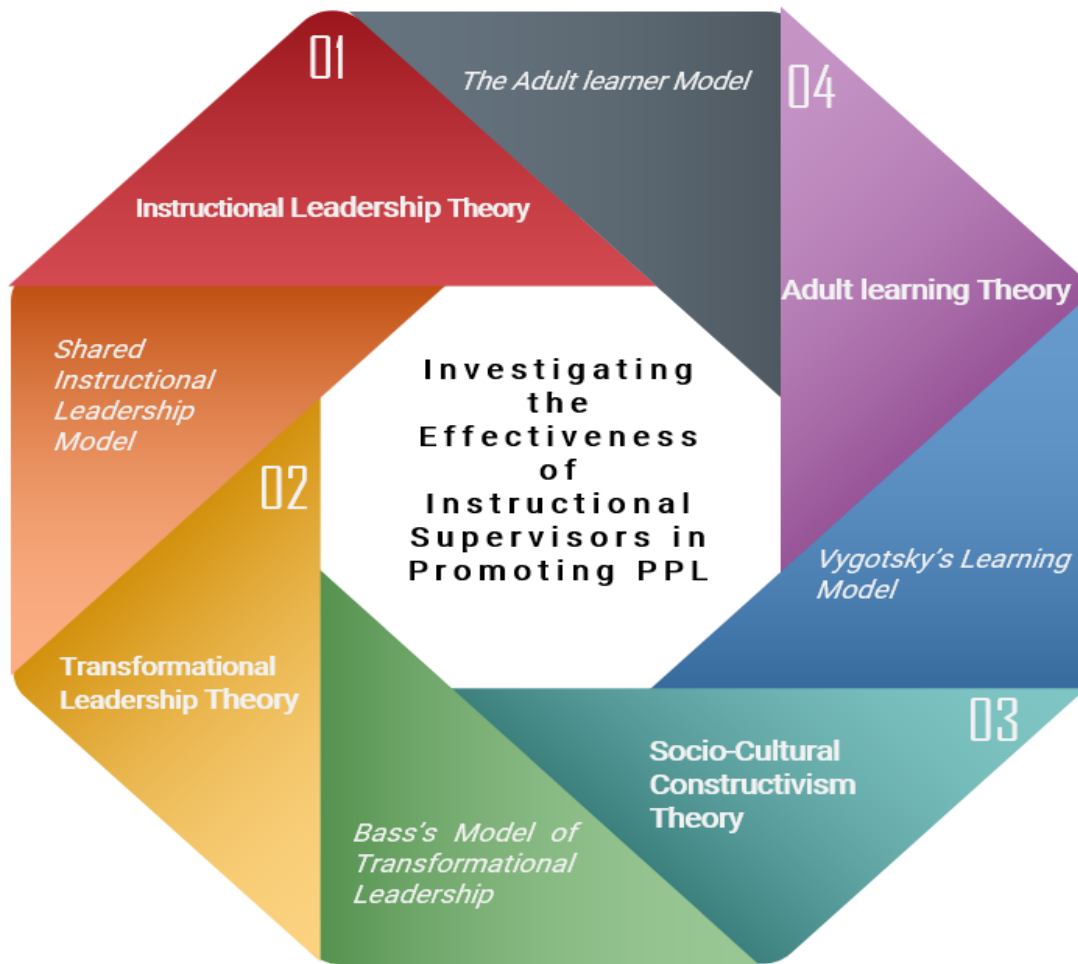 01
Instructional Leadership Theory
Shared
Instructional
Leadership
Model
02
Transformational
Leadership Theory
Bass's Model of
Transformational
Leadership
03
Socio-Cultural
Constructivism
Theory
Vygotsky's Learning
Model
04
Adult learning Theory
The Adult learner Model
Investigating
the
Effectiveness
of
Instructional
Supervisors in
Promoting PPL